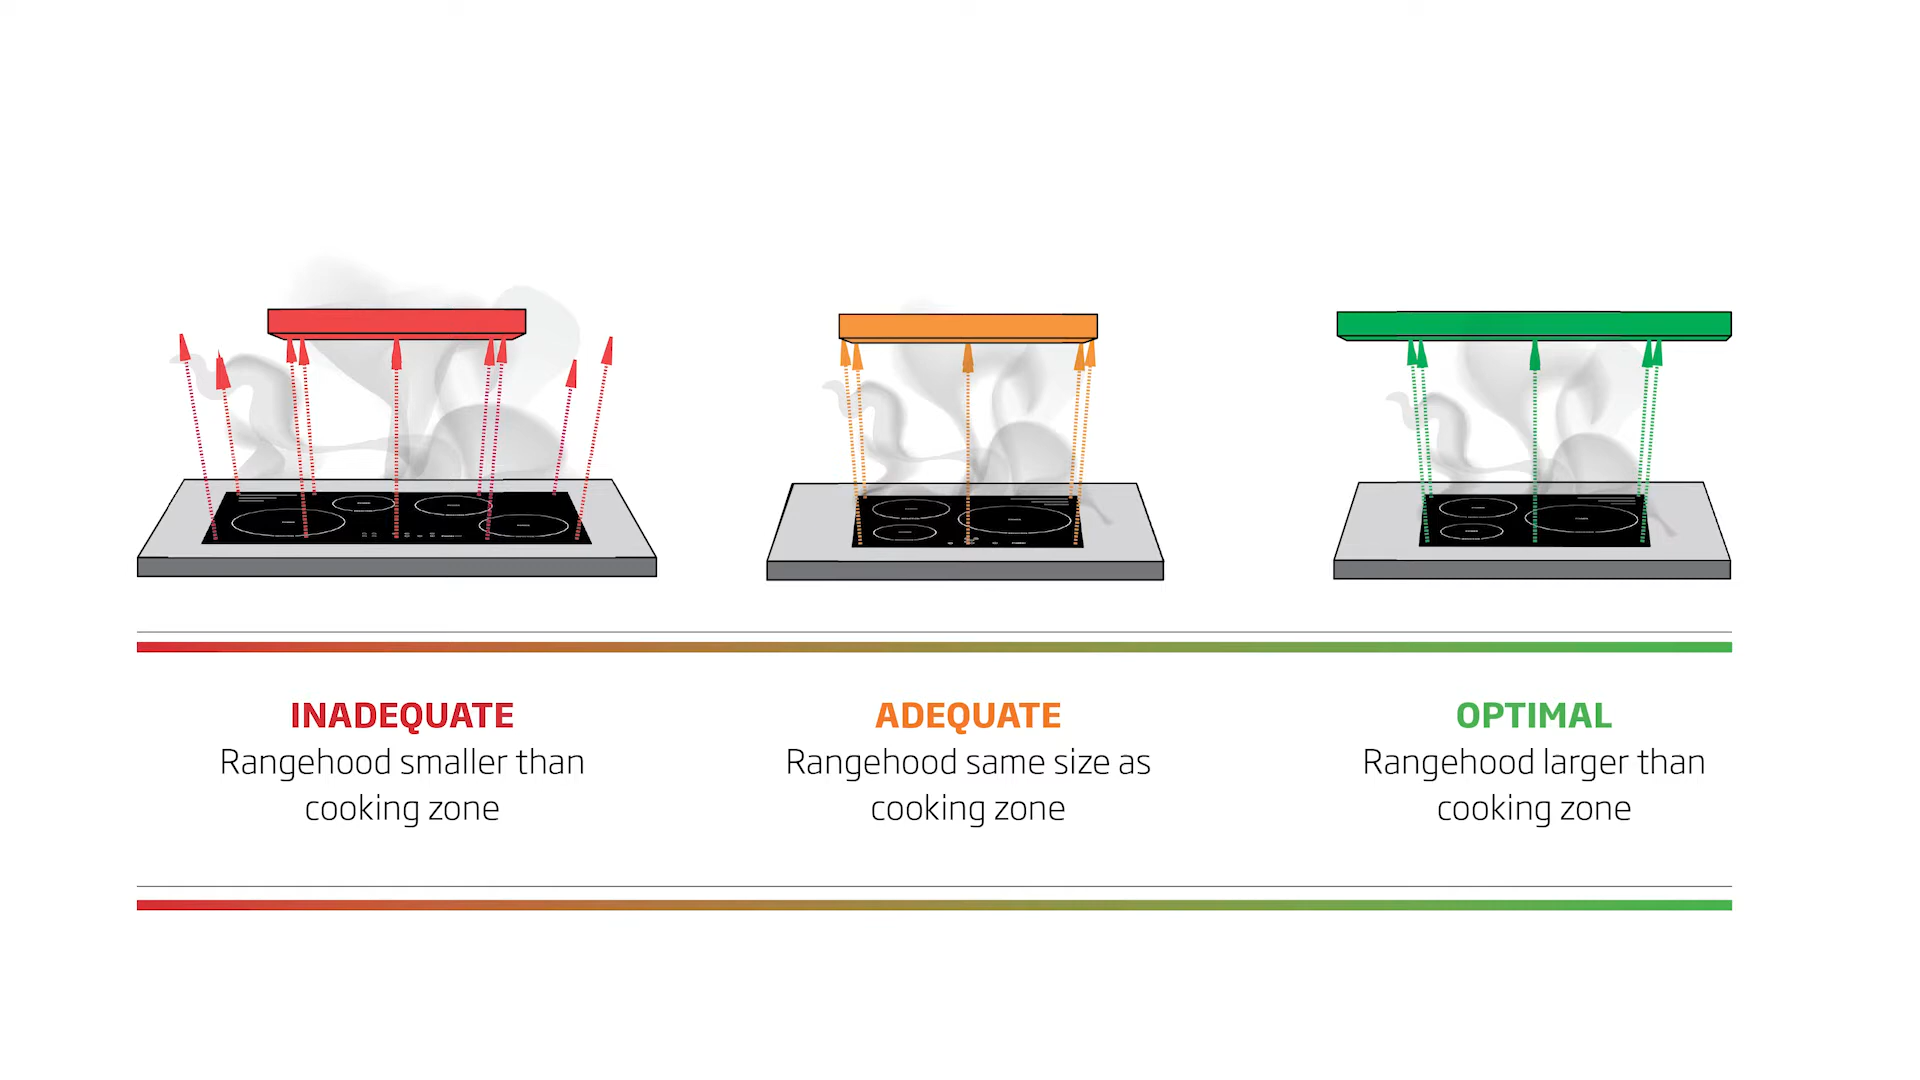 INADEQUATE
Rangehood smaller than
cooking zone
ADEQUATE
Rangehood same size as
cooking zone
OPTIMAL
Rangehood larger than
cooking zone